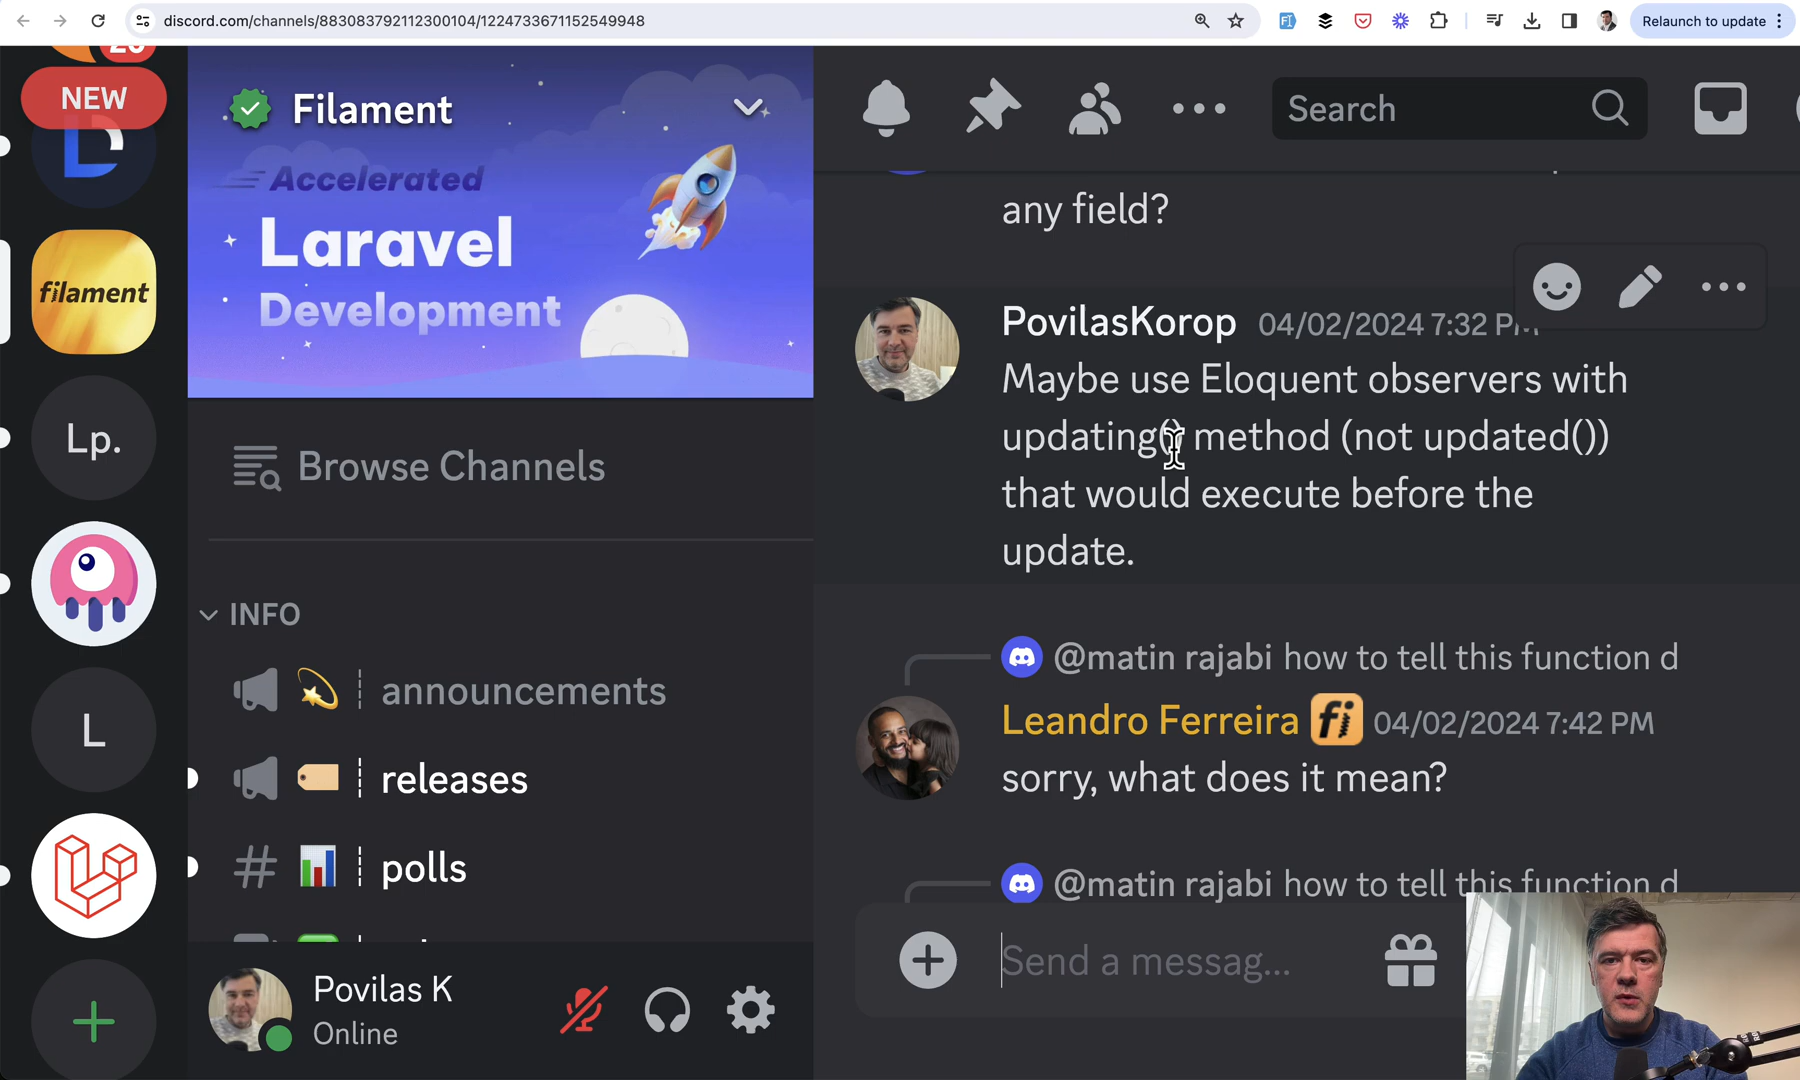 discord.com/channels/883083792112300104/1224733671152549948
Relaunch to update
NEW
Filament
Accelerated
Laravel
Development
filament
Lp.
L
Browse Channels
INFO
announcements
releases
polls
Povilas K
Online
Search
any field?
PovilasKorop 04/02/2024 7:32 PM
Maybe use Eloquent observers with
updating() method (not updated())
that would execute before the
update.
@matin rajabi how to tell this function d
Leandro Ferreira fi 04/02/2024 7:42 PM
sorry, what does it mean?
@matin rajabi how to tell this function d
Send a messag...